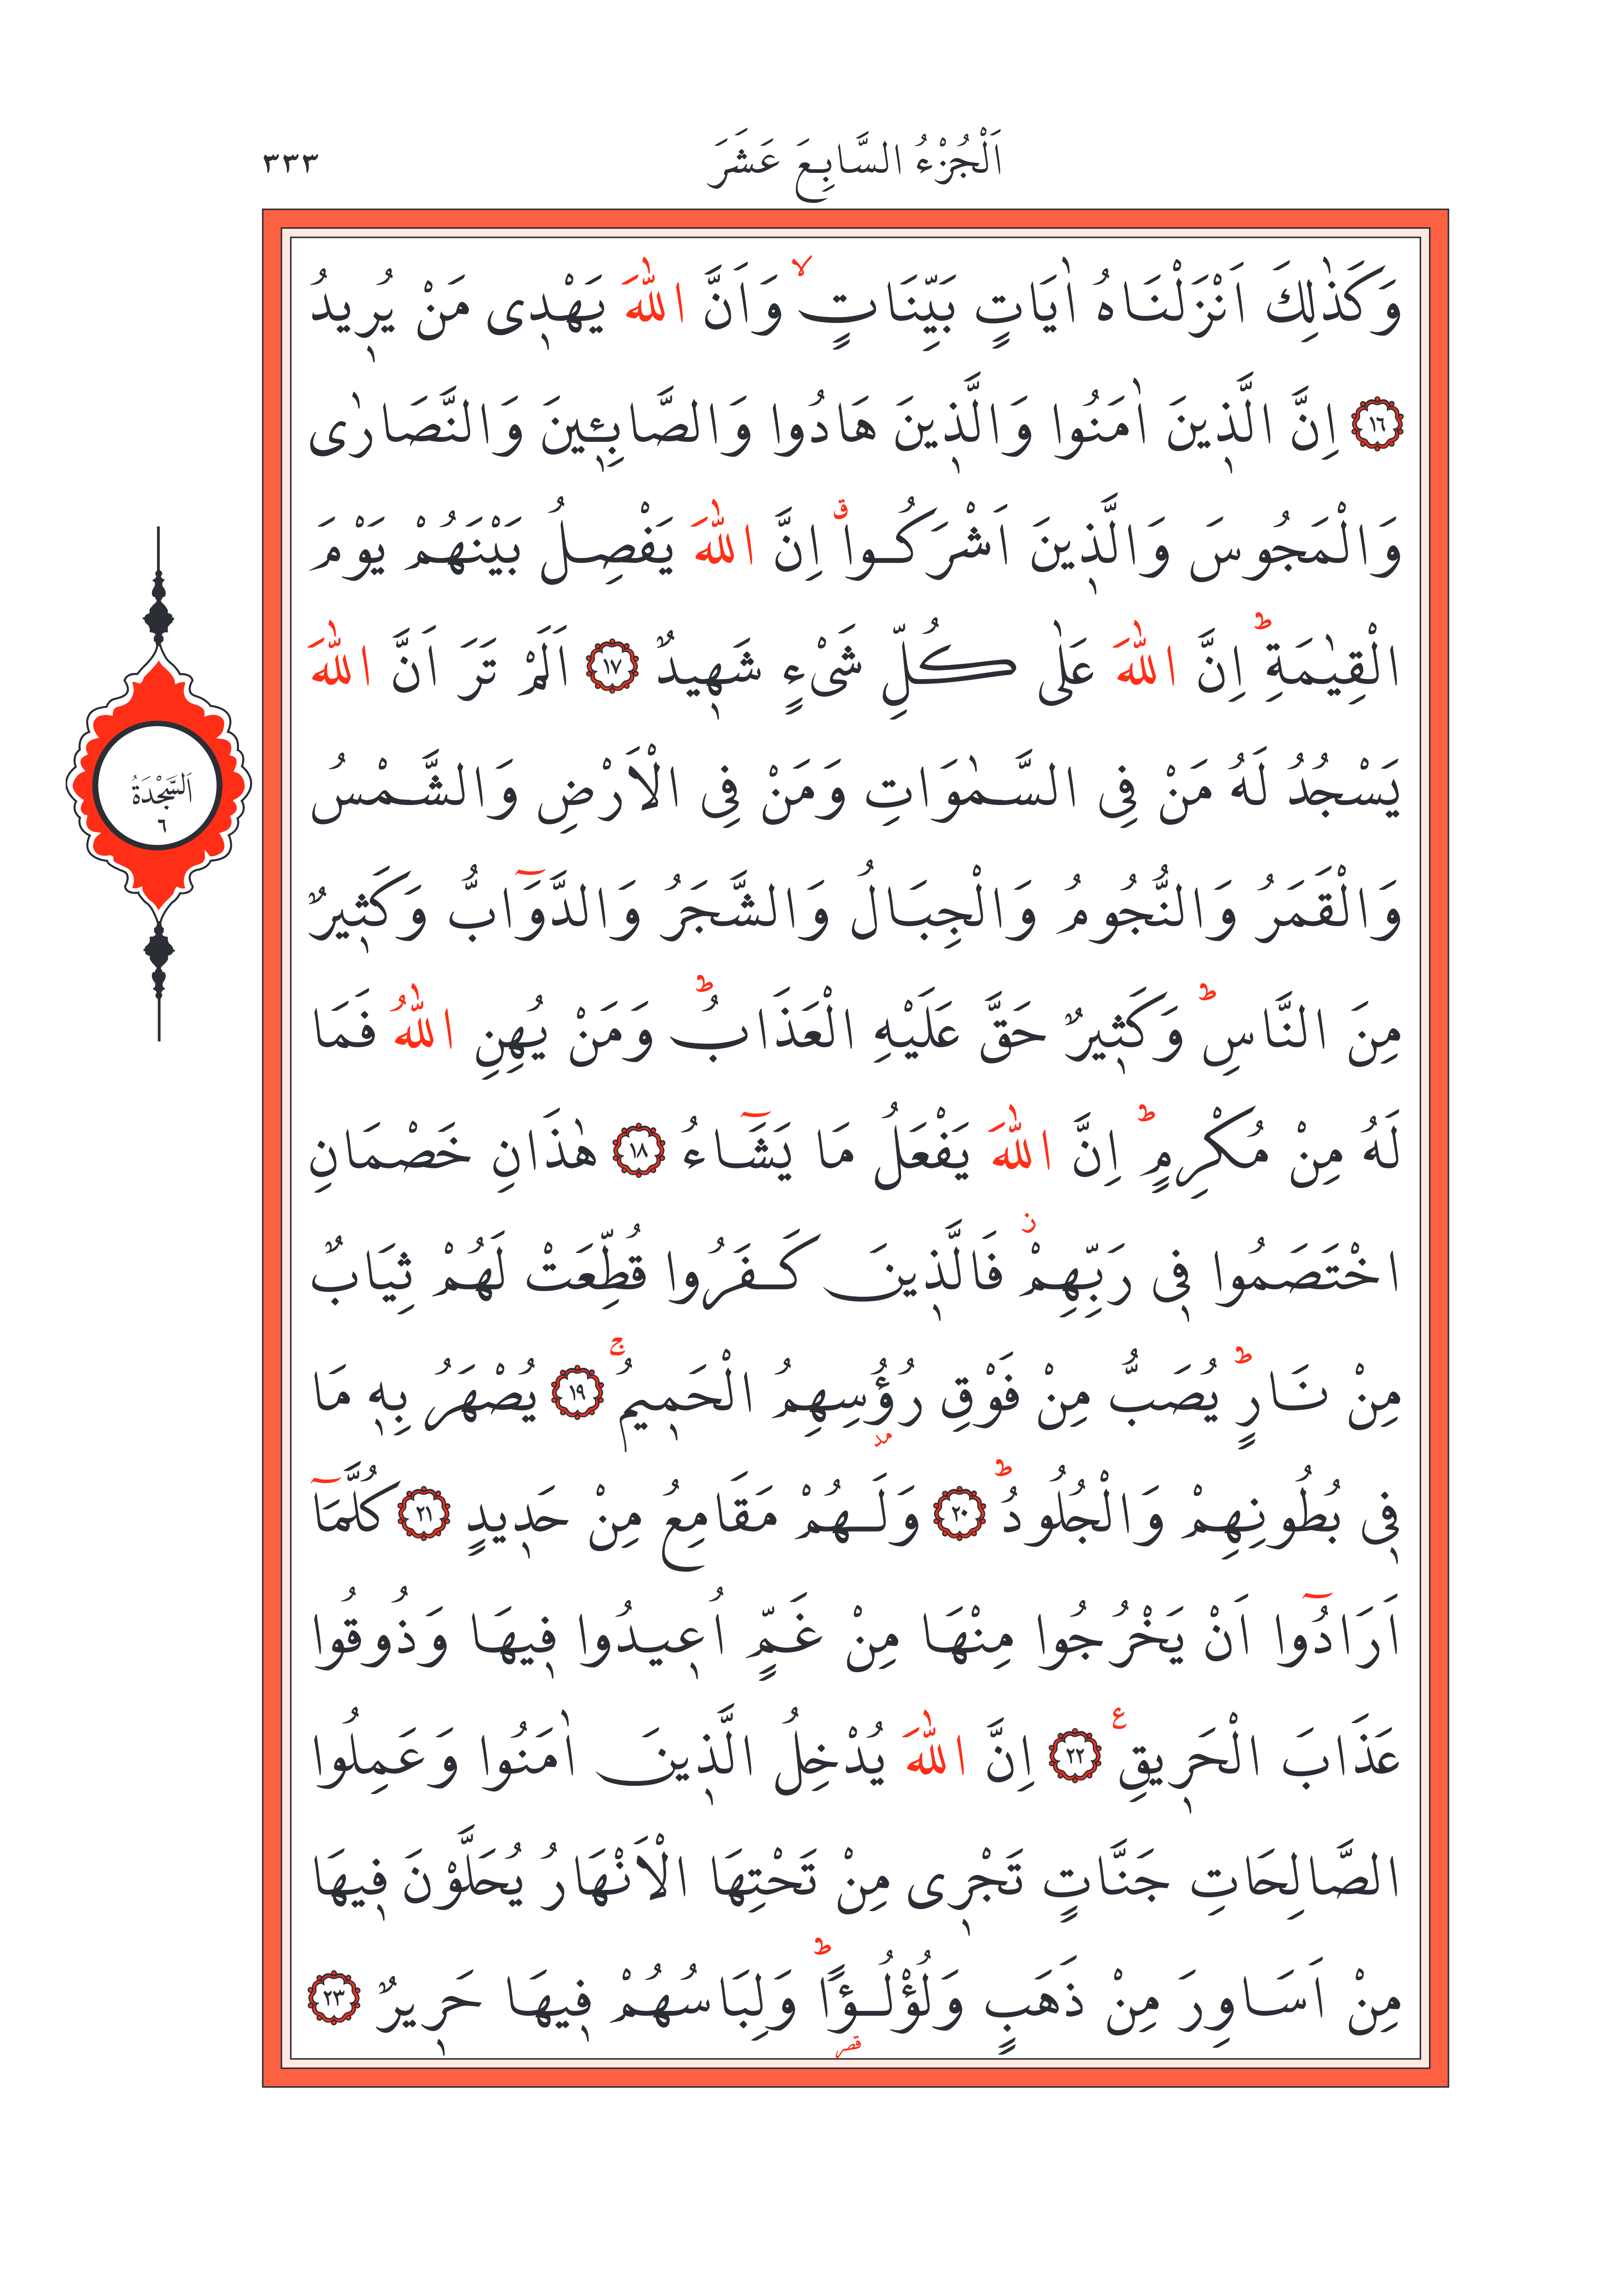 اَلْجُزْءُ السَّابِعَ عَشَرَ
٣٣٣
وَكَذٰلِكَ اَنْزَلْنَاهُ اٰيَاتٍ بَيِّنَاتٍۙ وَاَنَّ اللّٰهَ يَهْد۪ى مَنْ يُر۪يدُ
١٦ اِنَّ الَّذ۪ينَ اٰمَنُوا وَالَّذ۪ينَ هَادُوا وَالصَّابِـ۪ٔينَ وَالنَّصَارٰى
وَالْمَجُوسَ وَالَّذ۪ينَ اَشْرَكُواۗ اِنَّ اللّٰهَ يَفْصِلُ بَيْنَهُمْ يَوْمَ
الْقِيٰمَةِۜ اِنَّ اللّٰهَ عَلٰى كُلِّ شَىْءٍ شَه۪يدٌ ١٧ اَلَمْ تَرَ اَنَّ اللّٰهَ
يَسْجُدُ لَهُ مَنْ فِى السَّمٰوَاتِ وَمَنْ فِى الْاَرْضِ وَالشَّمْسُ
وَالْقَمَرُ وَالنُّجُومُ وَالْجِبَالُ وَالشَّجَرُ وَالدَّوَٓابُّ وَكَث۪يرٌ
مِنَ النَّاسِۜ وَكَث۪يرٌ حَقَّ عَلَيْهِ الْعَذَابُۜ وَمَنْ يُهِنِ اللّٰهُ فَمَا
لَهُ مِنْ مُكْرِمٍۜ اِنَّ اللّٰهَ يَفْعَلُ مَا يَشَٓاءُ ١٨ هٰذَانِ خَصْمَانِ
اخْتَصَمُوا ف۪ى رَبِّهِمْۘ فَالَّذ۪ينَ كَفَرُوا قُطِّعَتْ لَهُمْ ثِيَابٌ
مِنْ نَارٍۜ يُصَبُّ مِنْ فَوْقِ رُؤُ۫سِهِمُ الْحَم۪يمُۚ ١٩ يُصْهَرُ بِه۪ مَا
ف۪ى بُطُونِهِمْ وَالْجُلُودُۜ ٢٠ وَلَهُمْ مَقَامِعُ مِنْ حَد۪يدٍ ٢١ كُلَّمَٓا
اَرَادُٓوا اَنْ يَخْرُجُوا مِنْهَا مِنْ غَمٍّ اُع۪يدُوا ف۪يهَا وَذُوقُوا
عَذَابَ الْحَر۪يقِ۟ ٢٢ اِنَّ اللّٰهَ يُدْخِلُ الَّذ۪ينَ اٰمَنُوا وَعَمِلُوا
الصَّالِحَاتِ جَنَّاتٍ تَجْر۪ى مِنْ تَحْتِهَا الْاَنْهَارُ يُحَلَّوْنَ ف۪يهَا
مِنْ اَسَاوِرَ مِنْ ذَهَبٍ وَلُؤْلُؤًاۜ وَلِبَاسُهُمْ ف۪يهَا حَر۪يرٌ ٢٣
اَلسَّجْدَةُ
٦